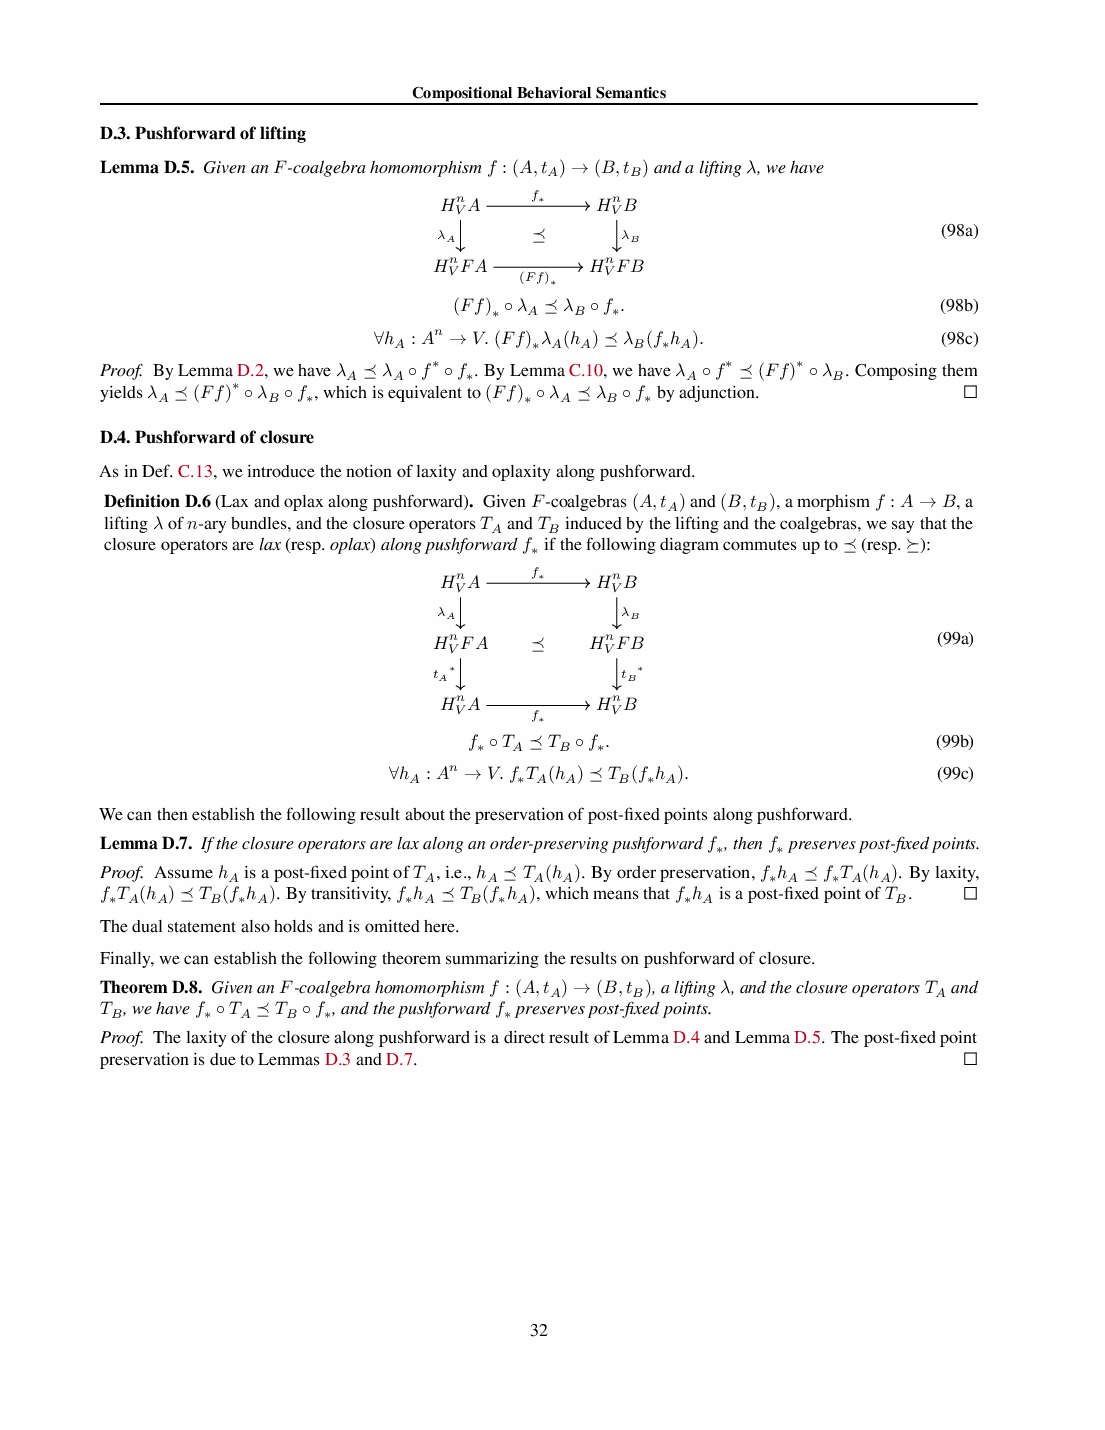 Compositional Behavioral Semantics
D.3. Pushforward of lifting
Lemma D.5. Given an F-coalgebra homomorphism f : (A, t_A) → (B, t_B) and a lifting λ, we have
H^n_V A f_* H^n_V B
λ_A ⪯ λ_B (98a)
H^n_V FA (Ff)_* H^n_V FB
(Ff)_* ∘ λ_A ⪯ λ_B ∘ f_*. (98b)
∀h_A : A^n → V. (Ff)_*λ_A(h_A) ⪯ λ_B(f_*h_A). (98c)
Proof. By Lemma D.2, we have λ_A ⪯ λ_A ∘ f^* ∘ f_*. By Lemma C.10, we have λ_A ∘ f^* ⪯ (Ff)^* ∘ λ_B. Composing them
yields λ_A ⪯ (Ff)^* ∘ λ_B ∘ f_*, which is equivalent to (Ff)_* ∘ λ_A ⪯ λ_B ∘ f_* by adjunction. □
D.4. Pushforward of closure
As in Def. C.13, we introduce the notion of laxity and oplaxity along pushforward.
Definition D.6 (Lax and oplax along pushforward). Given F-coalgebras (A, t_A) and (B, t_B), a morphism f : A → B, a
lifting λ of n-ary bundles, and the closure operators T_A and T_B induced by the lifting and the coalgebras, we say that the
closure operators are lax (resp. oplax) along pushforward f_* if the following diagram commutes up to ⪯ (resp. ⪰):
H^n_V A f_* H^n_V B
λ_A λ_B
H^n_V FA ⪯ H^n_V FB (99a)
t_A^* t_B^*
H^n_V A f_* H^n_V B
f_* ∘ T_A ⪯ T_B ∘ f_*. (99b)
∀h_A : A^n → V. f_*T_A(h_A) ⪯ T_B(f_*h_A). (99c)
We can then establish the following result about the preservation of post-fixed points along pushforward.
Lemma D.7. If the closure operators are lax along an order-preserving pushforward f_*, then f_* preserves post-fixed points.
Proof. Assume h_A is a post-fixed point of T_A, i.e., h_A ⪯ T_A(h_A). By order preservation, f_*h_A ⪯ f_*T_A(h_A). By laxity,
f_*T_A(h_A) ⪯ T_B(f_*h_A). By transitivity, f_*h_A ⪯ T_B(f_*h_A), which means that f_*h_A is a post-fixed point of T_B. □
The dual statement also holds and is omitted here.
Finally, we can establish the following theorem summarizing the results on pushforward of closure.
Theorem D.8. Given an F-coalgebra homomorphism f : (A, t_A) → (B, t_B), a lifting λ, and the closure operators T_A and
T_B, we have f_* ∘ T_A ⪯ T_B ∘ f_*, and the pushforward f_* preserves post-fixed points.
Proof. The laxity of the closure along pushforward is a direct result of Lemma D.4 and Lemma D.5. The post-fixed point
preservation is due to Lemmas D.3 and D.7. □
32